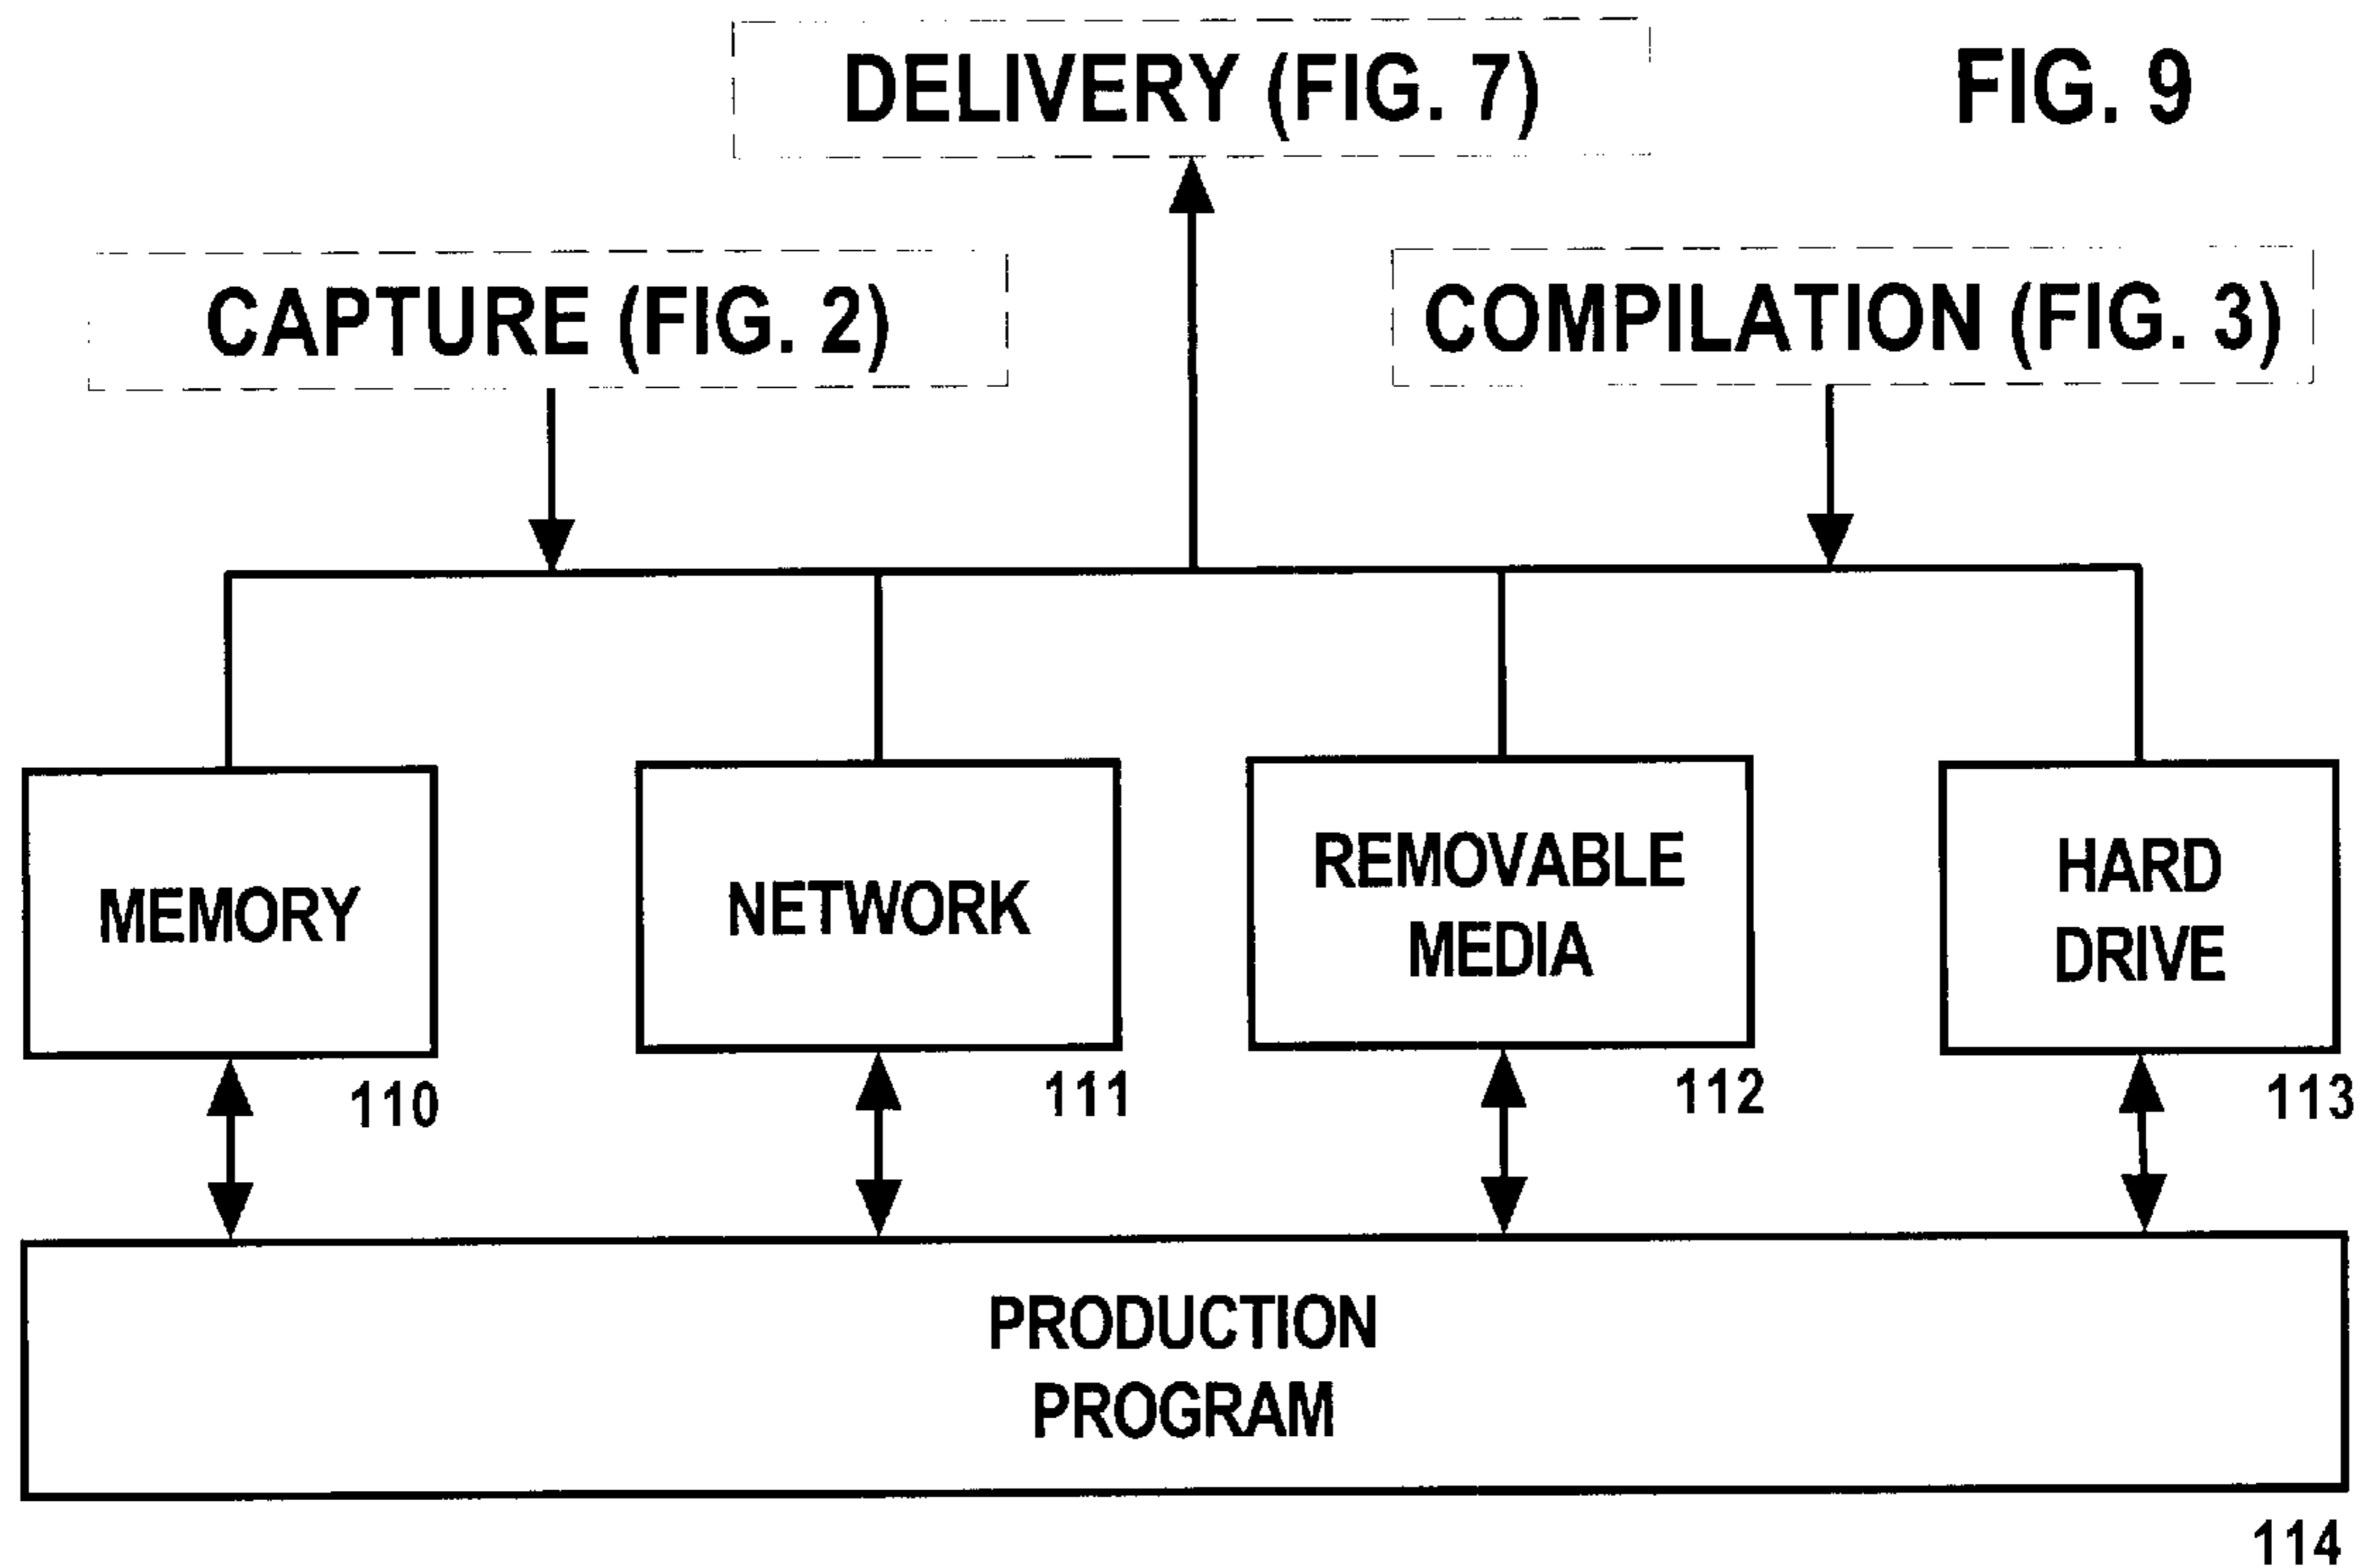 DELIVERY (FIG. 7)
FIG. 9
CAPTURE (FIG. 2)
COMPILATION (FIG. 3)
MEMORY
NETWORK
REMOVABLE
MEDIA
HARD
DRIVE
110
111
112
113
PRODUCTION
PROGRAM
114